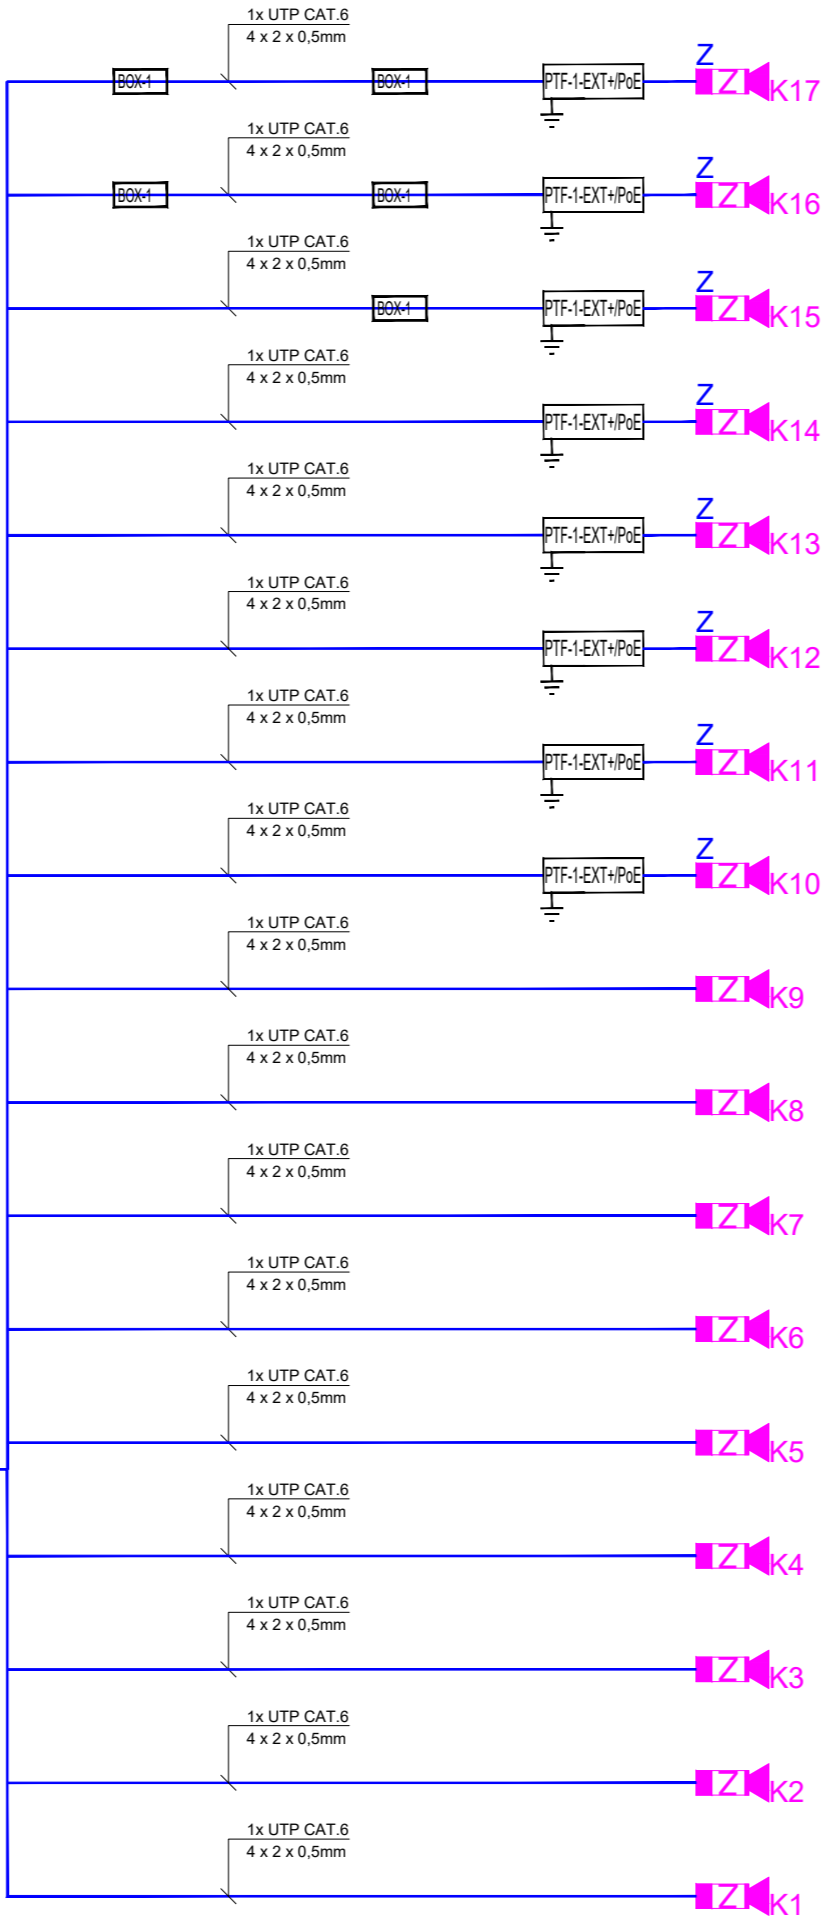 1x UTP CAT.6
4 x 2 x 0,5mm
Z
BOX-1 BOX-1 PTF-1-EXT+/PoE Z K17
1x UTP CAT.6
4 x 2 x 0,5mm
Z
BOX-1 BOX-1 PTF-1-EXT+/PoE Z K16
1x UTP CAT.6
4 x 2 x 0,5mm
Z
BOX-1 PTF-1-EXT+/PoE Z K15
1x UTP CAT.6
4 x 2 x 0,5mm
Z
PTF-1-EXT+/PoE Z K14
1x UTP CAT.6
4 x 2 x 0,5mm
Z
PTF-1-EXT+/PoE Z K13
1x UTP CAT.6
4 x 2 x 0,5mm
Z
PTF-1-EXT+/PoE Z K12
1x UTP CAT.6
4 x 2 x 0,5mm
Z
PTF-1-EXT+/PoE Z K11
1x UTP CAT.6
4 x 2 x 0,5mm
Z
PTF-1-EXT+/PoE Z K10
1x UTP CAT.6
4 x 2 x 0,5mm
Z K9
1x UTP CAT.6
4 x 2 x 0,5mm
Z K8
1x UTP CAT.6
4 x 2 x 0,5mm
Z K7
1x UTP CAT.6
4 x 2 x 0,5mm
Z K6
1x UTP CAT.6
4 x 2 x 0,5mm
Z K5
1x UTP CAT.6
4 x 2 x 0,5mm
Z K4
1x UTP CAT.6
4 x 2 x 0,5mm
Z K3
1x UTP CAT.6
4 x 2 x 0,5mm
Z K2
1x UTP CAT.6
4 x 2 x 0,5mm
Z K1